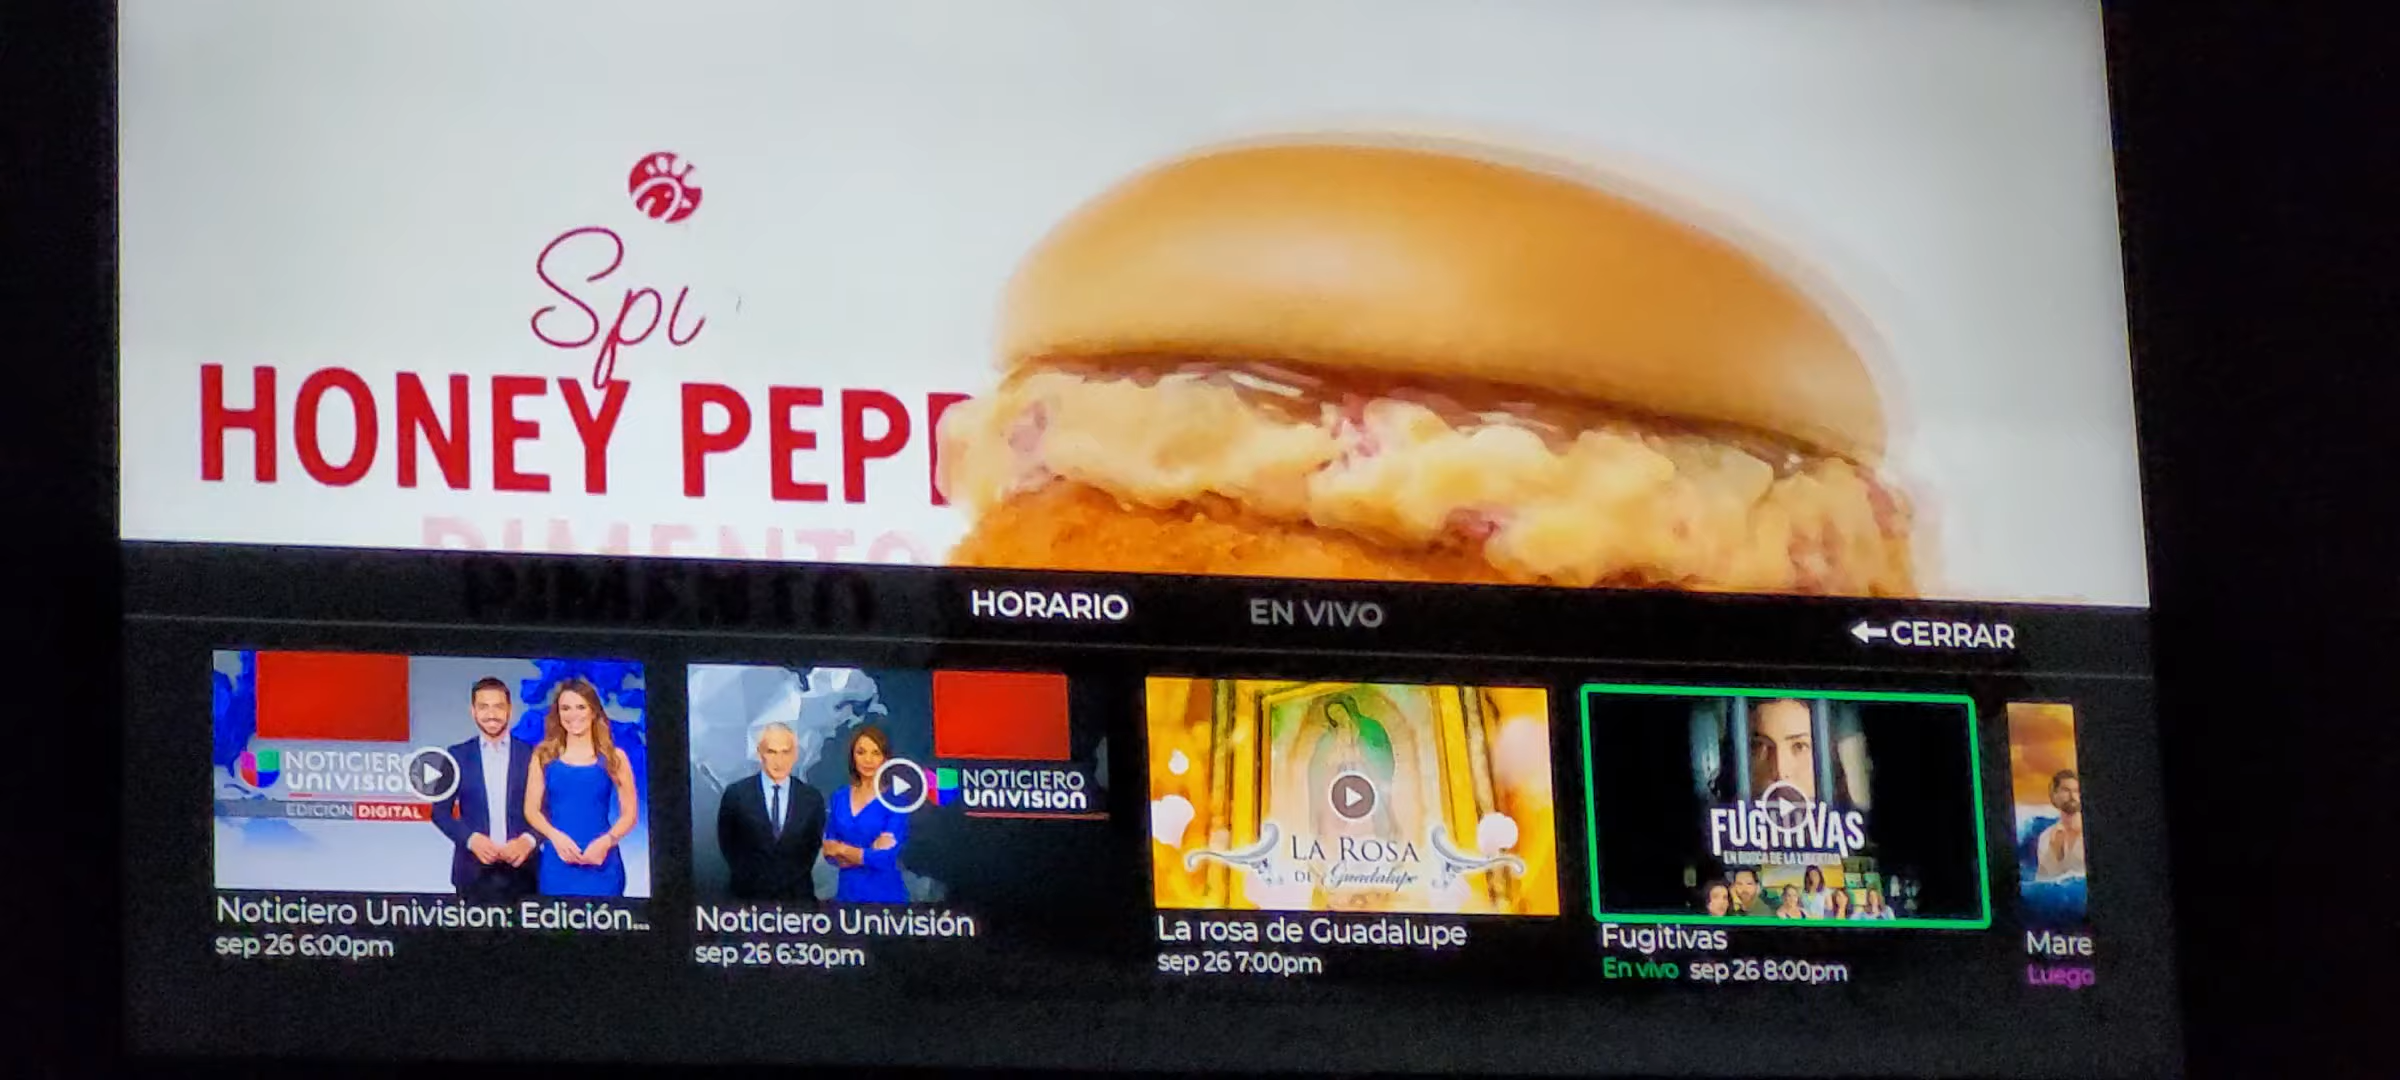 Spi
HONEY PEPP
PIMENTO
HORARIO
EN VIVO
CERRAR
NOTICIERO
UNIVISION
EDICION DIGITAL
NOTICIERO
UNIVISION
LA ROSA
DE Guadalupe
FUGITIVAS
EN BUSCA DE LA LIBERTAD
Noticiero Univision: Edición...
sep 26 6:00pm
Noticiero Univisión
sep 26 6:30pm
La rosa de Guadalupe
sep 26 7:00pm
Fugitivas
En vivo sep 26 8:00pm
Mare
Luego